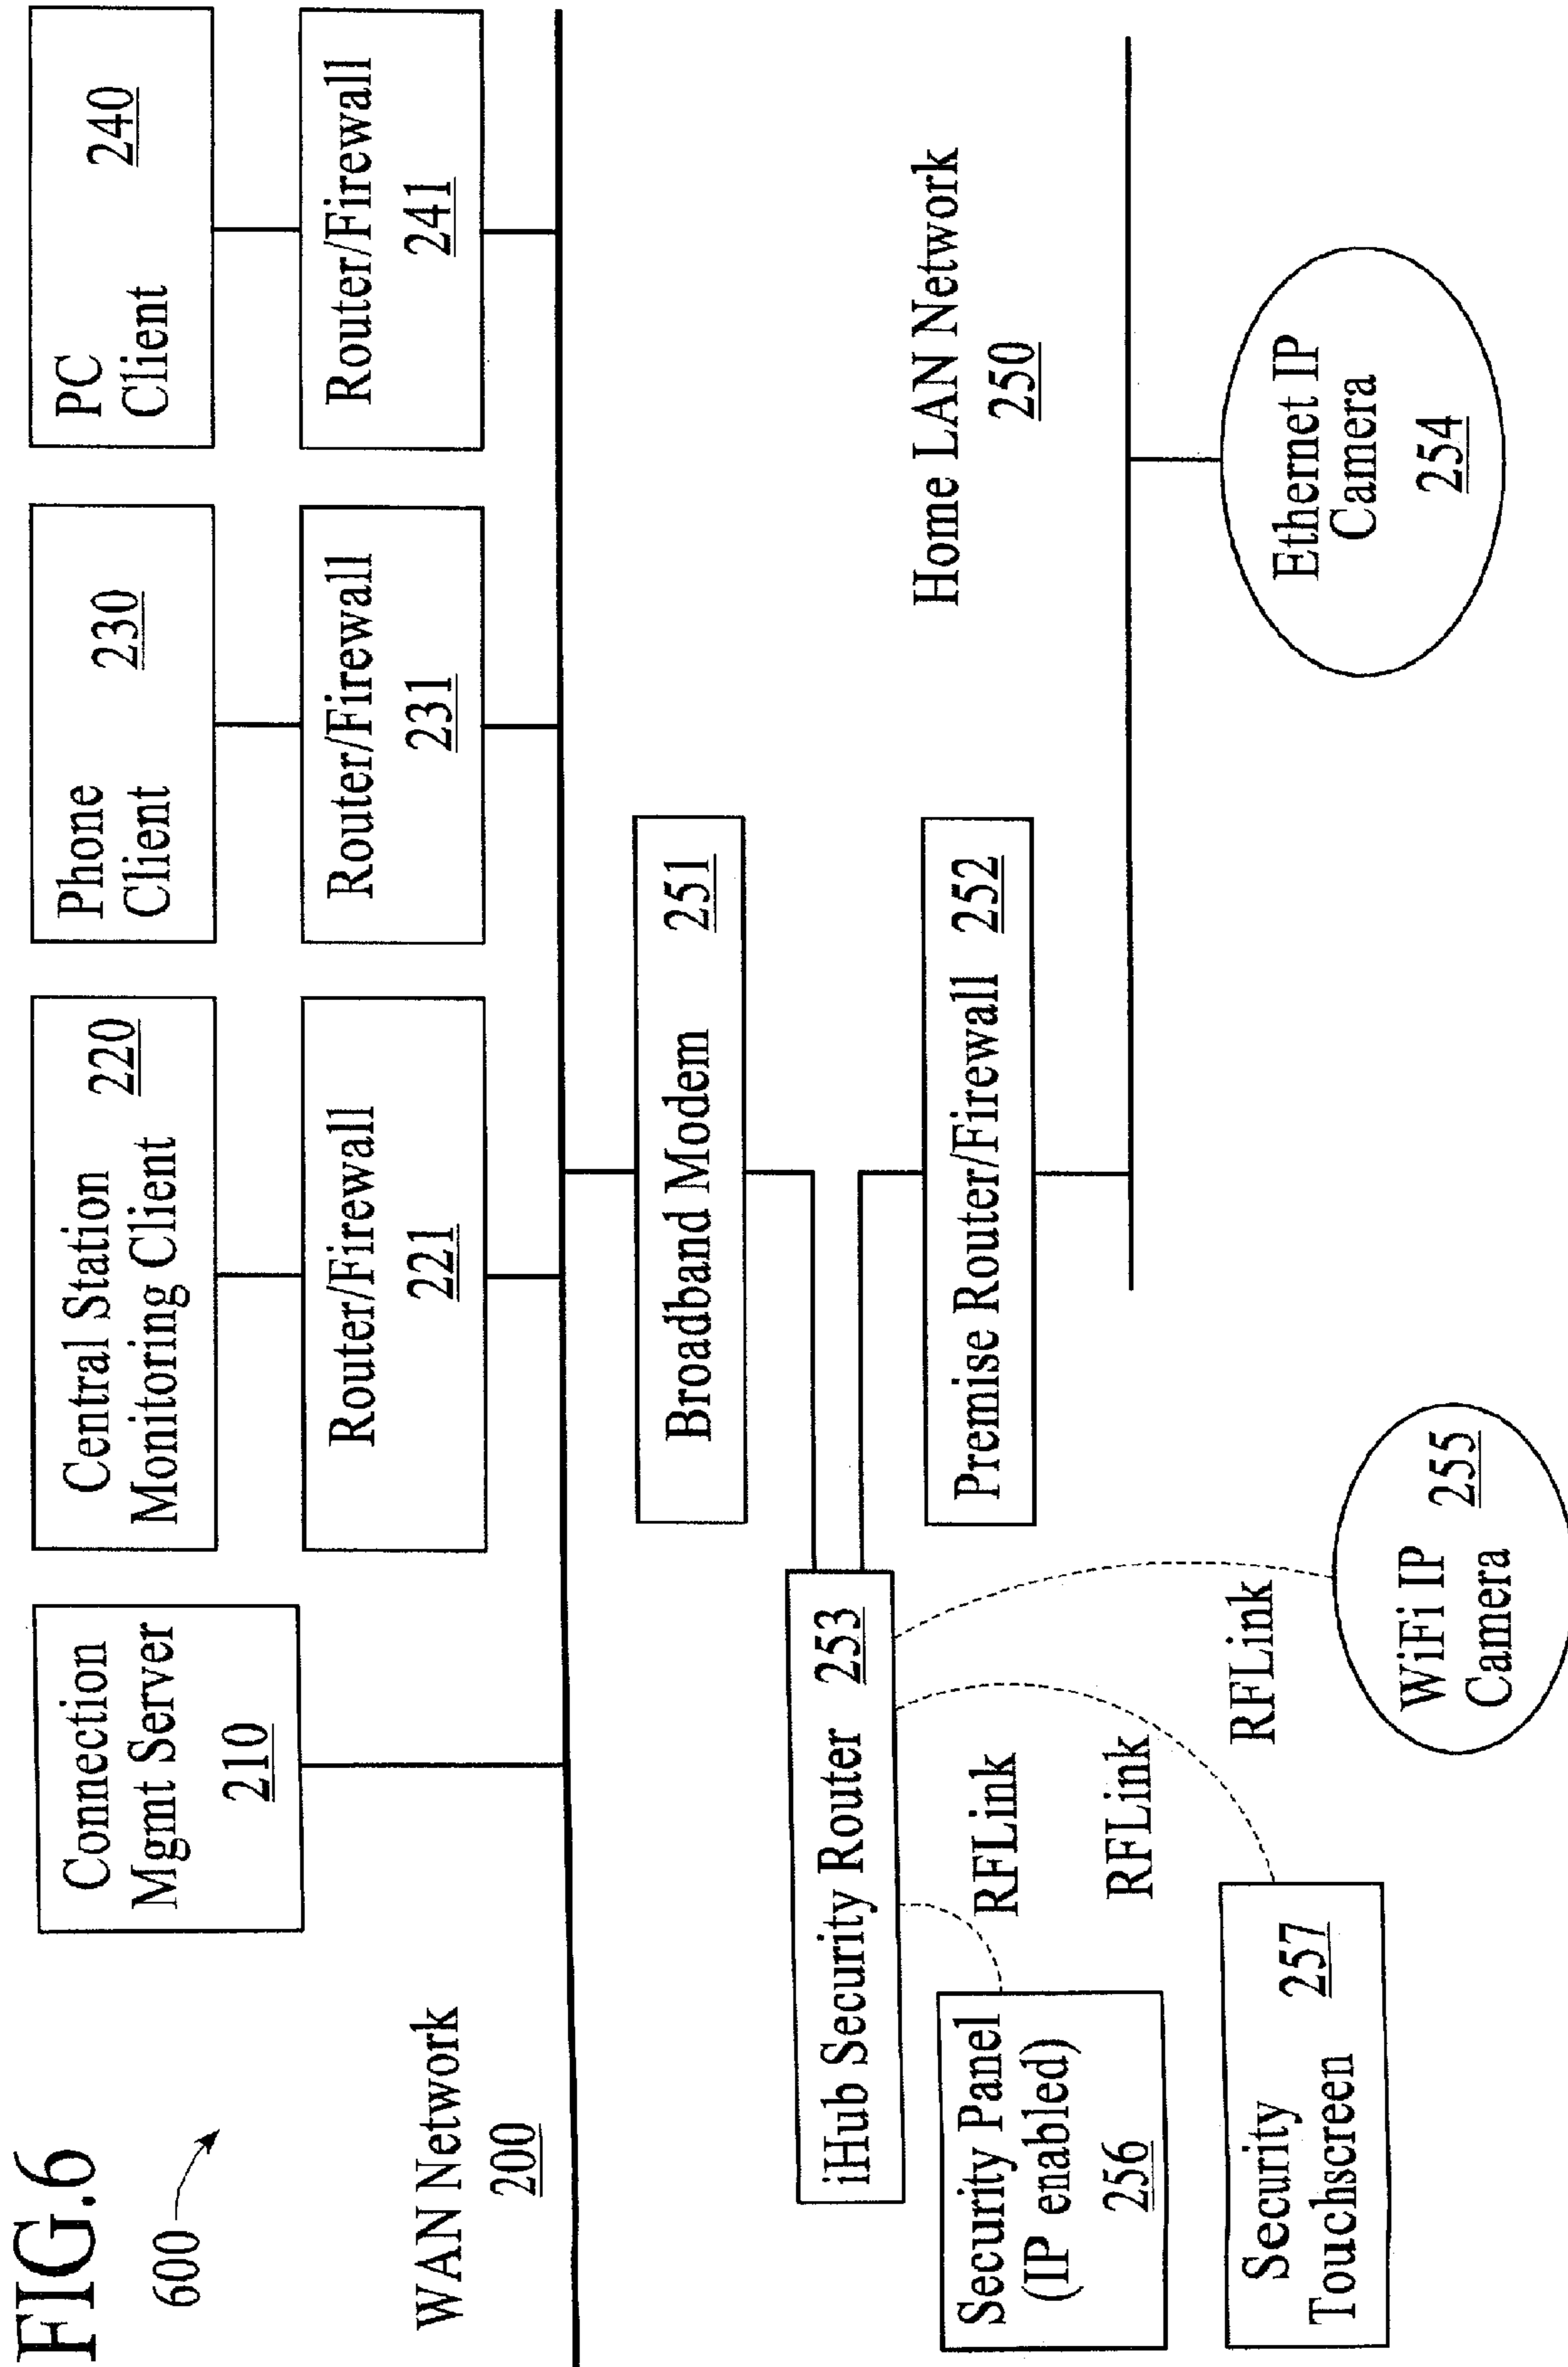 FIG.6
600
WAN Network
200
Connection
Mgmt Server
210
Central Station
Monitoring Client
220
Phone
Client
230
PC
Client
240
Router/Firewall
221
Router/Firewall
231
Router/Firewall
241
Broadband Modem 251
iHub Security Router 253
Premise Router/Firewall 252
Home LAN Network
250
Security Panel
(IP enabled)
256
RFLink
RFLink
RFLink
Security
Touchscreen
257
WiFi IP
Camera
255
Ethernet IP
Camera
254